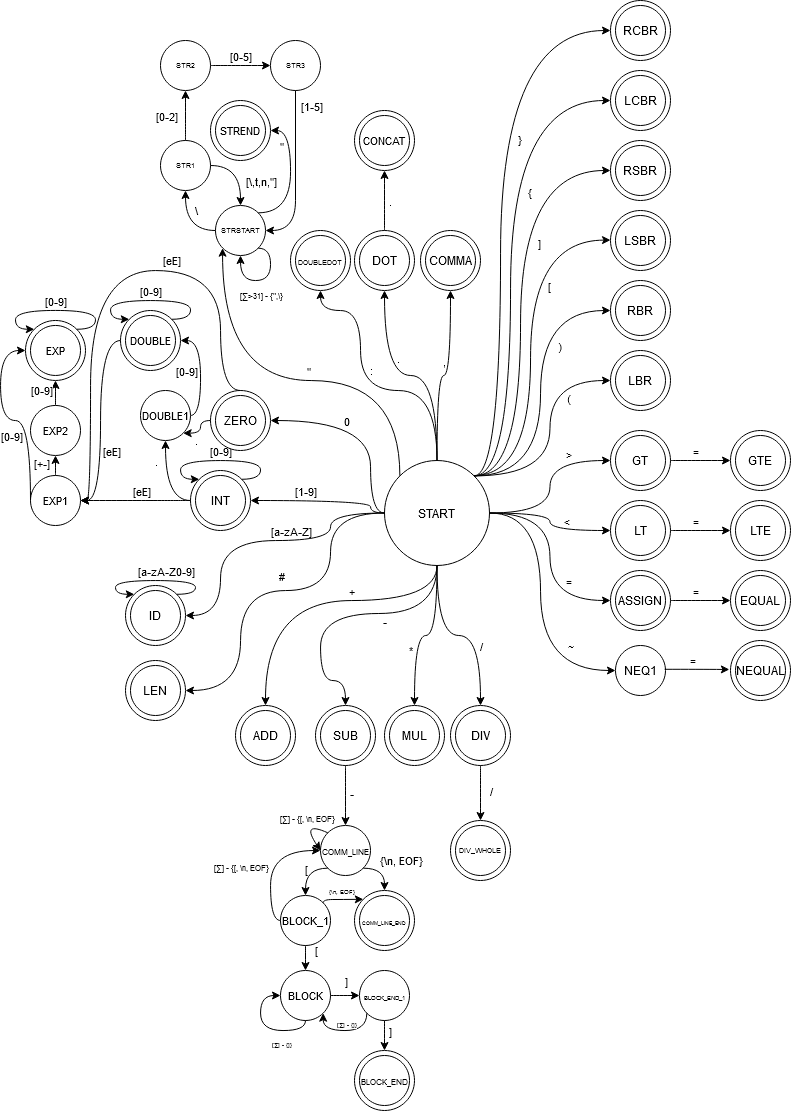 RCBR
STR2
[0-5]
STR3
LCBR
[1-5]
[0-2]
STREND
CONCAT
}
"
STR1
RSBR
[\,t,n,"]
{
.
\
STRSTART
]
LSBR
[eE]
DOUBLEDOT
DOT
COMMA
[
[∑>31] - {",\}
[0-9]
[0-9]
RBR
DOUBLE
)
EXP
:
.
,
"
[0-9]
LBR
[0-9]
(
DOUBLE1
ZERO
0
EXP2
[0-9]
.
[eE]
[0-9]
>
GT
=
GTE
[+-]
.
EXP1
[eE]
INT
[1-9]
START
<
LT
=
LTE
[a-zA-Z]
[a-zA-Z0-9]
#
=
ASSIGN
=
EQUAL
ID
+
-
*
/
~
NEQ1
=
NEQUAL
LEN
ADD
SUB
MUL
DIV
-
/
[∑] - {[, \n, EOF}
COMM_LINE
DIV_WHOLE
[∑] - {[, \n, EOF}
[
{\n, EOF}
{\n, EOF}
BLOCK_1
COMM_LINE_END
[
BLOCK
]
BLOCK_END_1
]
BLOCK_END